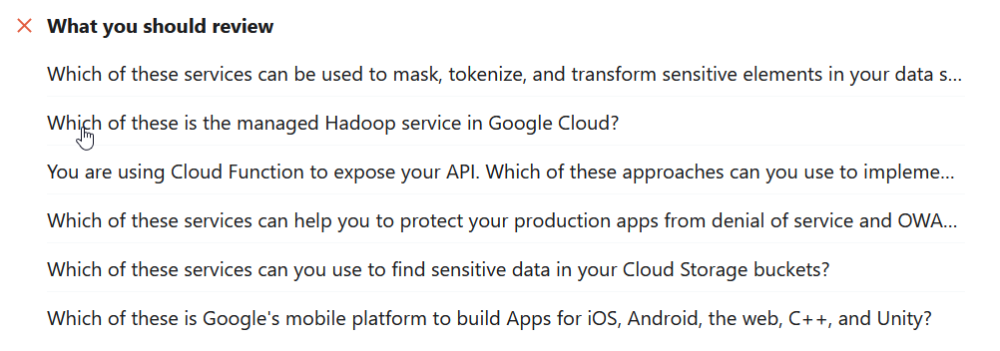 What you should review
Which of these services can be used to mask, tokenize, and transform sensitive elements in your data s...
Which of these is the managed Hadoop service in Google Cloud?
You are using Cloud Function to expose your API. Which of these approaches can you use to impleme...
Which of these services can help you to protect your production apps from denial of service and OWA...
Which of these services can you use to find sensitive data in your Cloud Storage buckets?
Which of these is Google's mobile platform to build Apps for iOS, Android, the web, C++, and Unity?